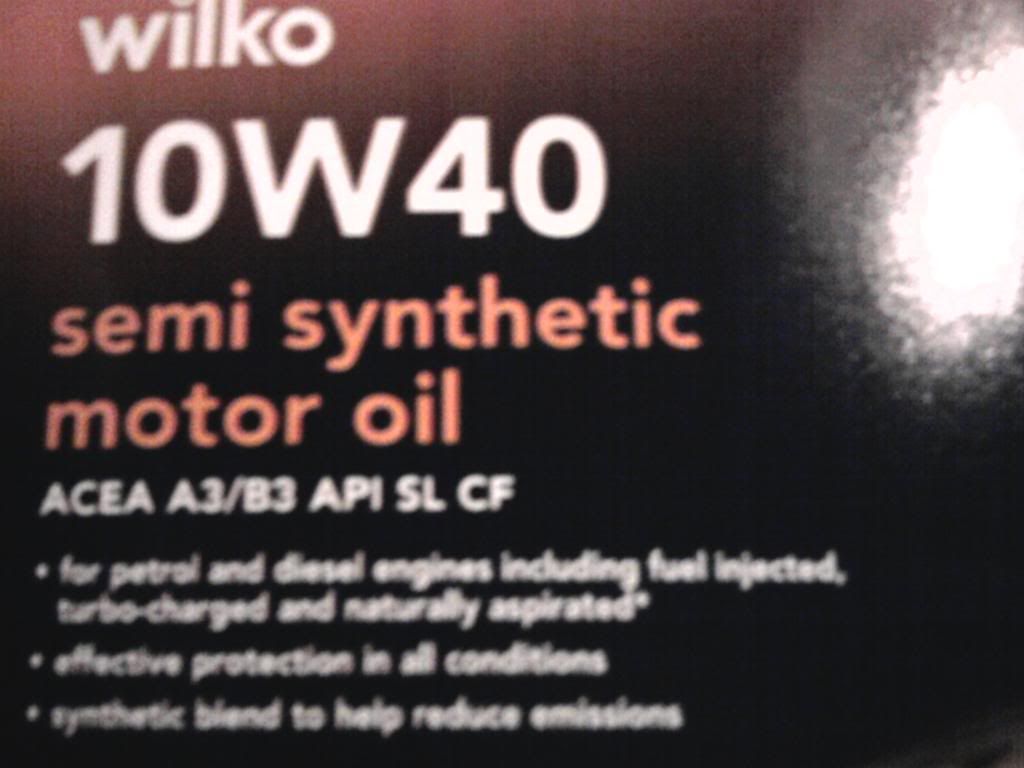 wilko
10W40
semi synthetic
motor oil
ACEA A3/B3 API SL CF
• for petrol and diesel engines including fuel injected,
turbo-charged and naturally aspirated*
• effective protection in all conditions
• synthetic blend to help reduce emissions